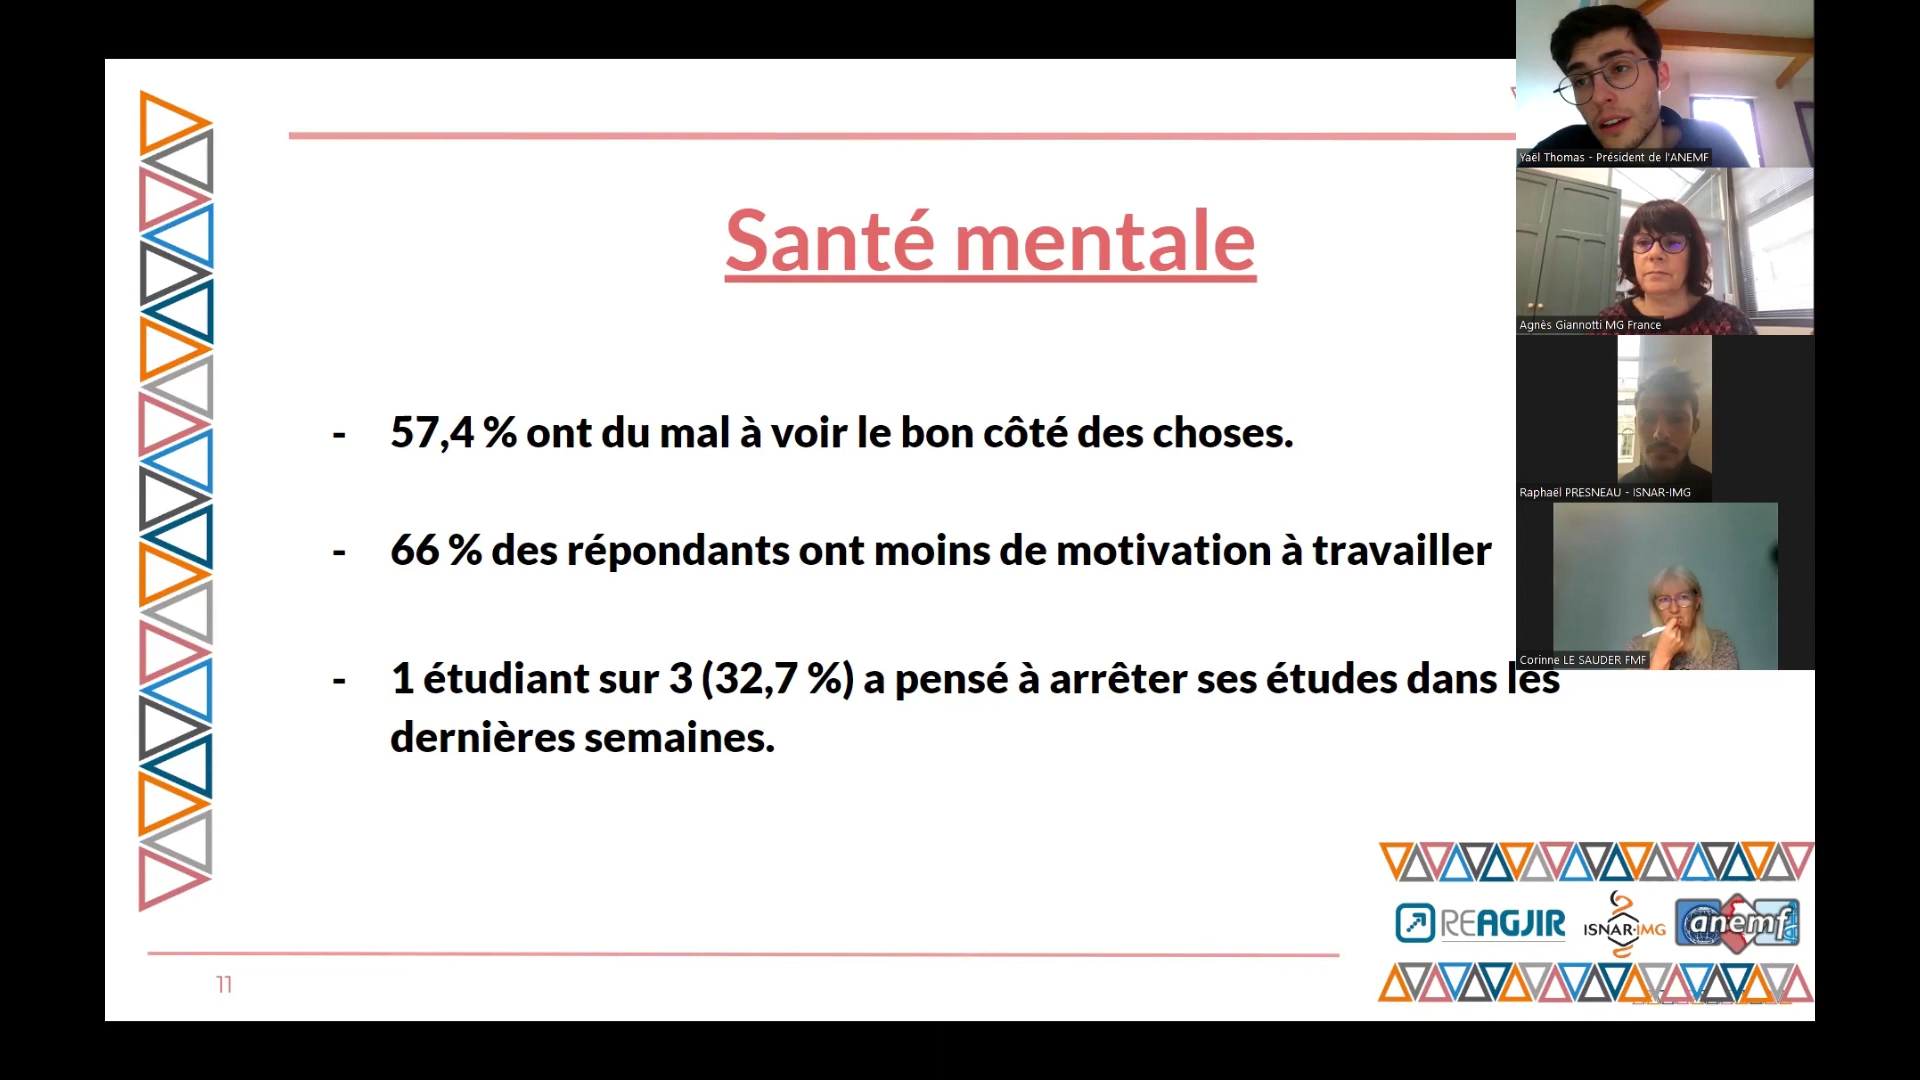 Santé mentale
- 57,4 % ont du mal à voir le bon côté des choses.
- 66 % des répondants ont moins de motivation à travailler
- 1 étudiant sur 3 (32,7 %) a pensé à arrêter ses études dans les
dernières semaines.
11
REAGJIR
ISNAR-IMG
anemf
Yaël Thomas - Président de l'ANEMF
Agnès Giannotti MG France
Raphaël PRESNEAU - ISNAR-IMG
Corinne LE SAUDER FMF